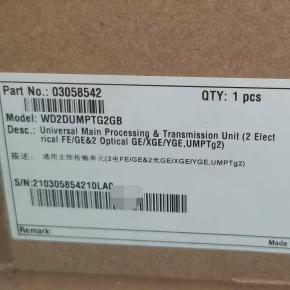 Part No.: 03058542
QTY: 1 pcs
Model: WD2DUMPTG2GB
Desc.: Universal Main Processing & Transmission Unit (2 Elect
rical FE/GE&2 Optical GE/XGE/YGE,UMPTg2)
描述: 通用主控传输单元(2电FE/GE&2光GE/XGE/YGE,UMPTg2)
S/N:210305854210LA0
Remark:
Made